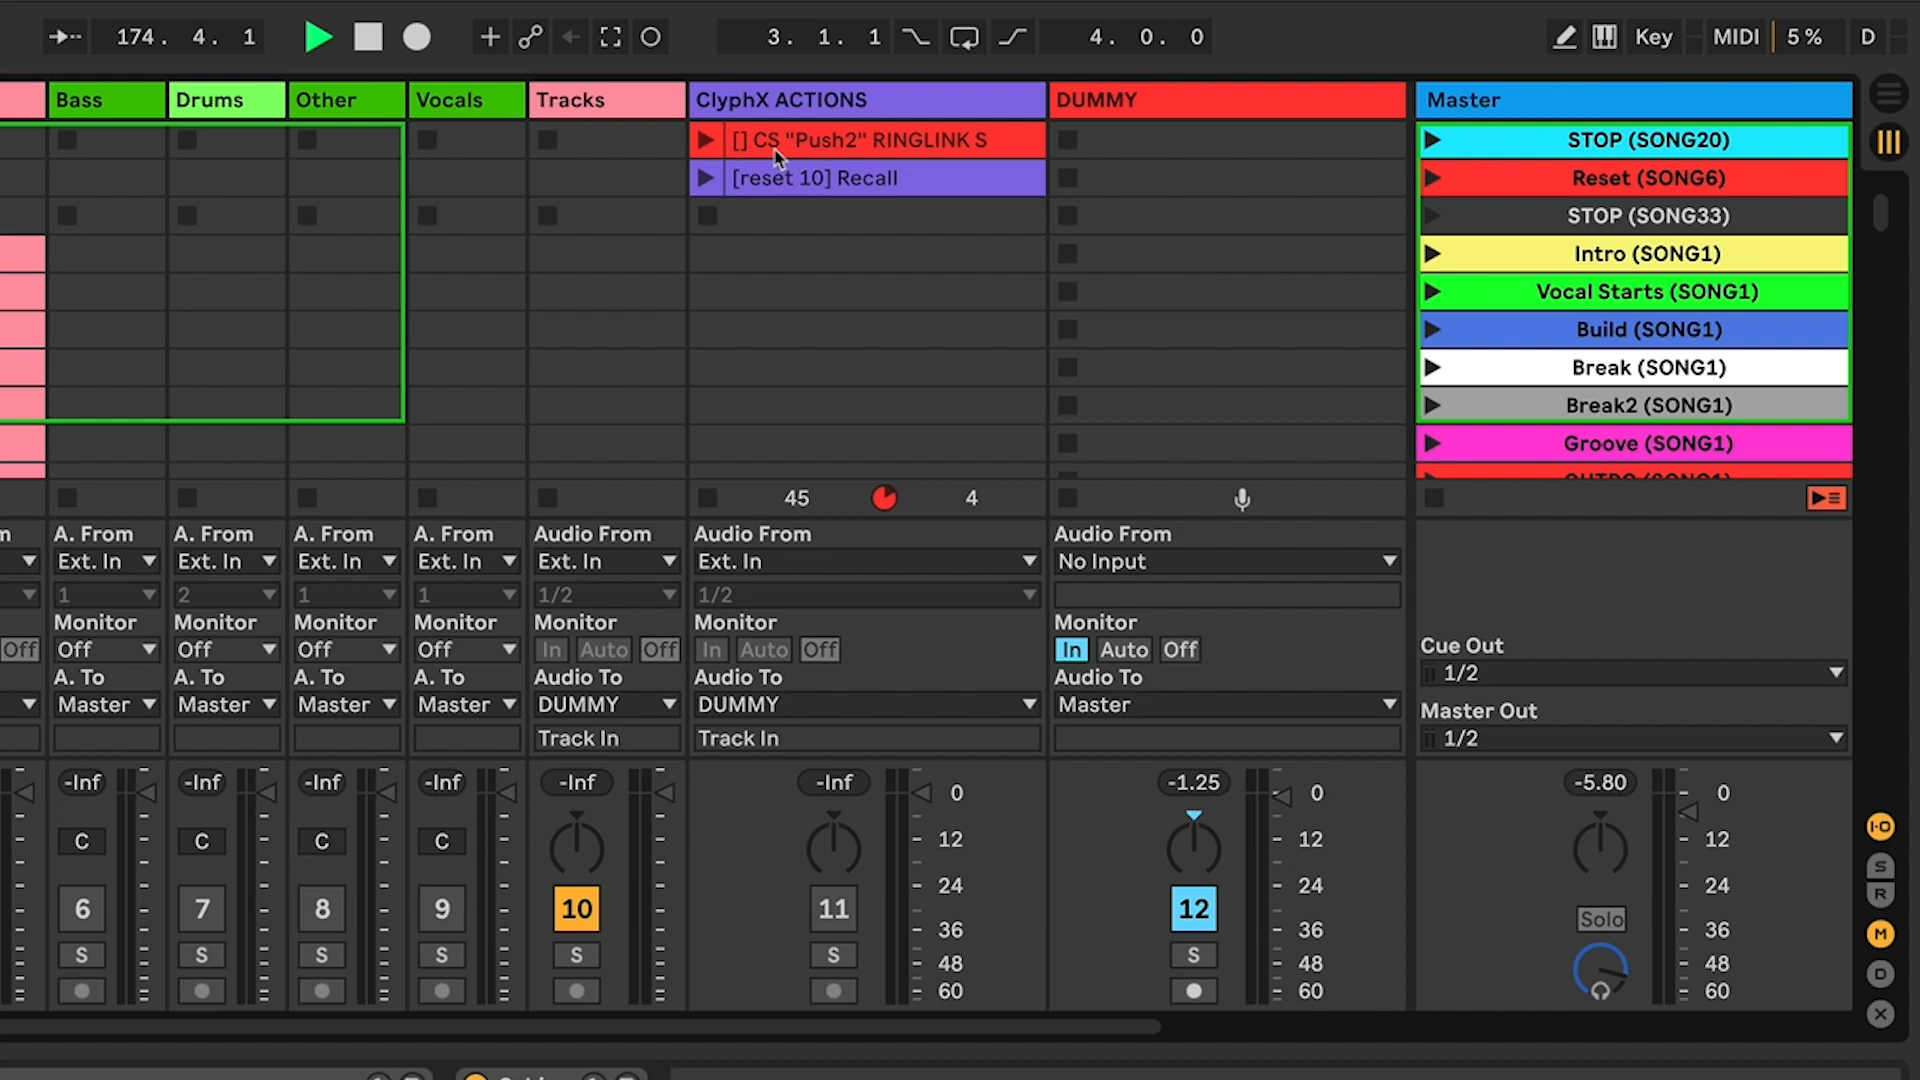 174. 4. 1
3. 1. 1
4. 0. 0
Key
MIDI
5 %
D
Bass
Drums
Other
Vocals
Tracks
ClyphX ACTIONS
DUMMY
Master
[] CS "Push2" RINGLINK S
STOP (SONG20)
[reset 10] Recall
Reset (SONG6)
STOP (SONG33)
Intro (SONG1)
Vocal Starts (SONG1)
Build (SONG1)
Break (SONG1)
Break2 (SONG1)
Groove (SONG1)
OUTRO (SONG1)
45
4
A. From
A. From
A. From
A. From
Audio From
Audio From
Audio From
Ext. In
Ext. In
Ext. In
Ext. In
Ext. In
Ext. In
No Input
1
2
1
1
1/2
1/2
Monitor
Monitor
Monitor
Monitor
Monitor
Monitor
Monitor
Off
Off
Off
Off
Off
In Auto Off
In Auto Off
In Auto Off
Cue Out
A. To
A. To
A. To
A. To
Audio To
Audio To
Audio To
1/2
Master
Master
Master
Master
DUMMY
DUMMY
Master
Master Out
Track In
Track In
1/2
-Inf
-Inf
-Inf
-Inf
-Inf
-Inf
-1.25
-5.80
0
0
0
C
C
C
C
12
12
12
24
24
24
6
7
8
9
10
11
12
Solo
36
36
36
S
S
S
S
S
S
S
48
48
48
60
60
60
I·O
S
R
M
D